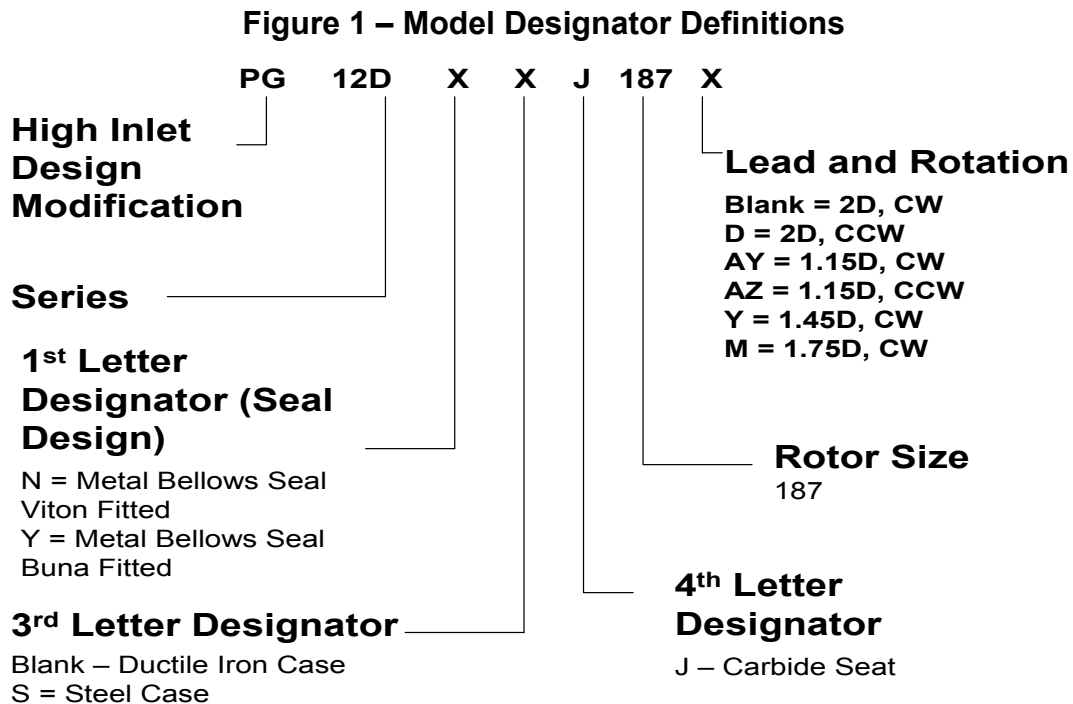 Figure 1 – Model Designator Definitions
PG 12D X X J 187 X
High Inlet
Design
Modification
Series
1st Letter
Designator (Seal
Design)
N = Metal Bellows Seal
Viton Fitted
Y = Metal Bellows Seal
Buna Fitted
3rd Letter Designator
Blank – Ductile Iron Case
S = Steel Case
Lead and Rotation
Blank = 2D, CW
D = 2D, CCW
AY = 1.15D, CW
AZ = 1.15D, CCW
Y = 1.45D, CW
M = 1.75D, CW
Rotor Size
187
4th Letter
Designator
J – Carbide Seat